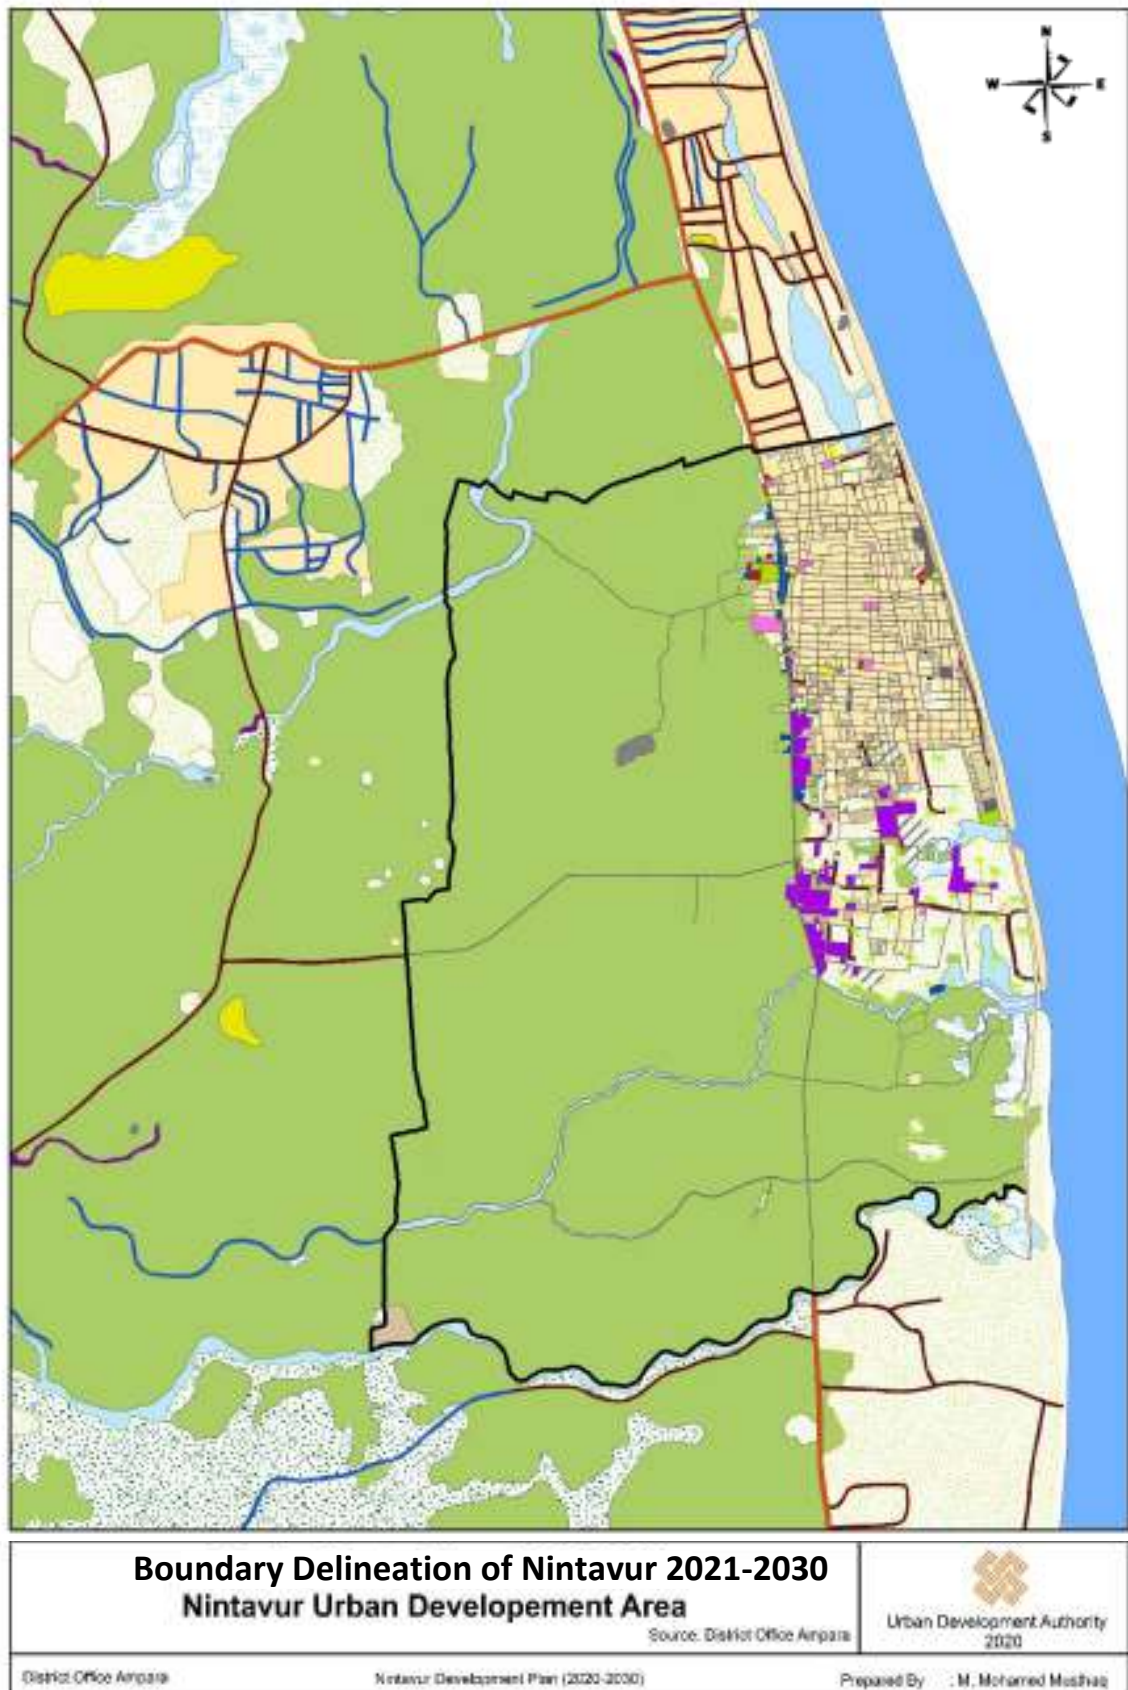 N
W E
S
Boundary Delineation of Nintavur 2021-2030
Nintavur Urban Developement Area
Source: District Office Ampara
Urban Development Authority
2020
District Office Ampara
Nintavur Development Plan (2020-2030)
Prepared By : M. Mohamed Musthaq